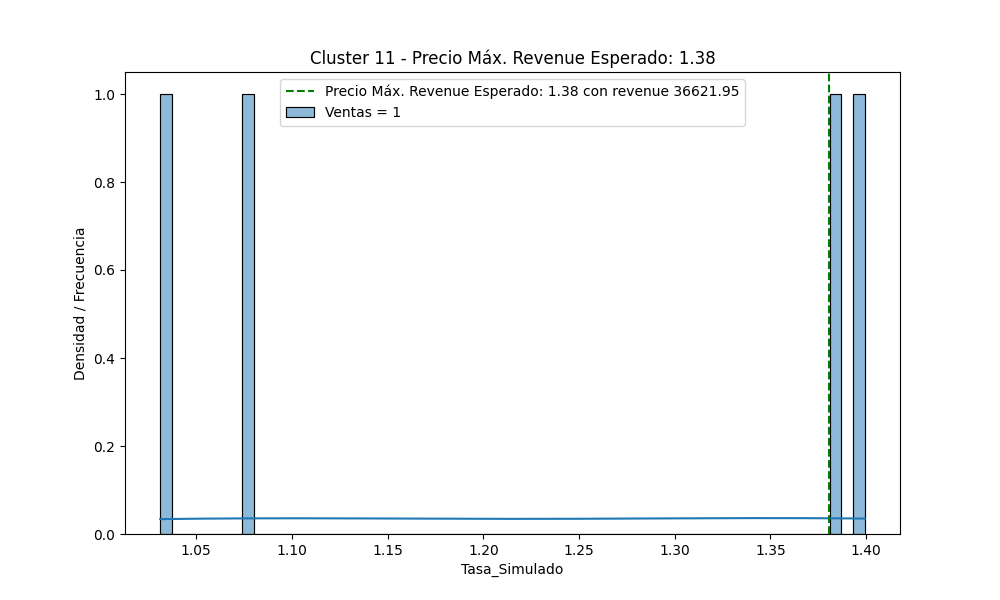 Cluster 11 - Precio Máx. Revenue Esperado: 1.38
Precio Máx. Revenue Esperado: 1.38 con revenue 36621.95
Ventas = 1
Densidad / Frecuencia
1.0
0.8
0.6
0.4
0.2
0.0
1.05 1.10 1.15 1.20 1.25 1.30 1.35 1.40
Tasa_Simulado